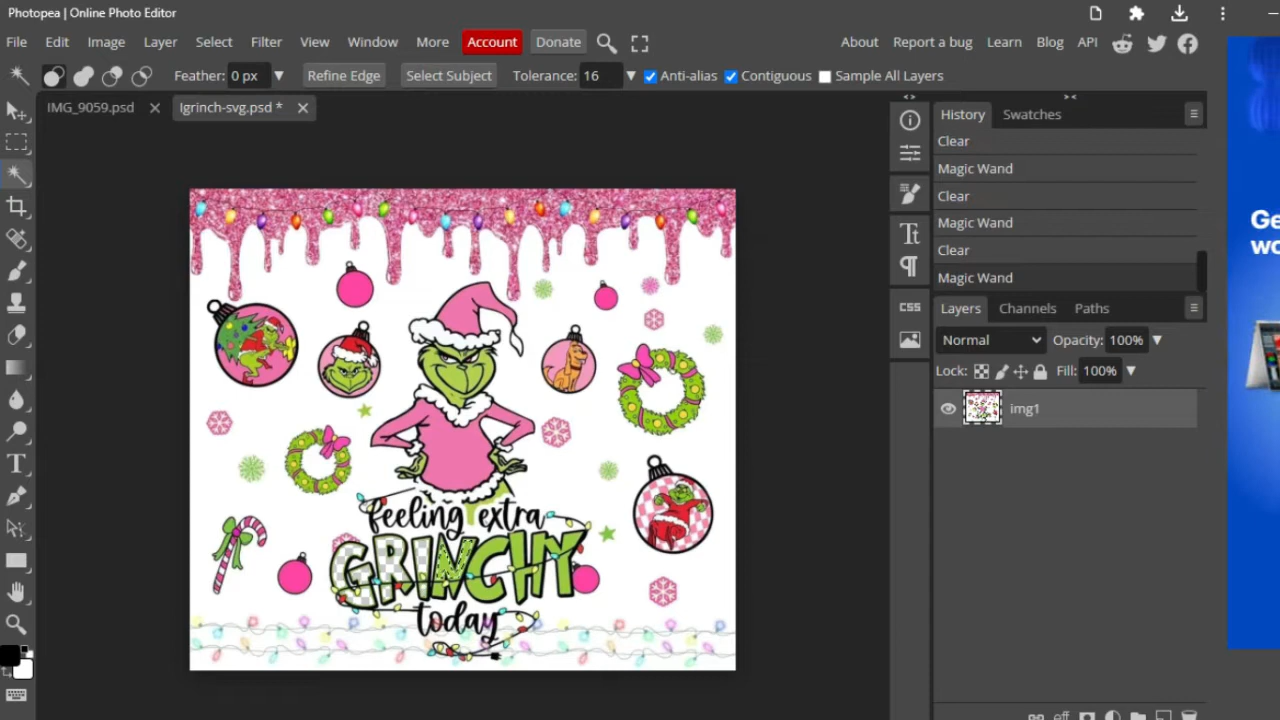 Photopea | Online Photo Editor
File Edit Image Layer Select Filter View Window More Account Donate About Report a bug Learn Blog API
Feather: 0 px Refine Edge Select Subject Tolerance: 16 Anti-alias Contiguous Sample All Layers
IMG_9059.psd Igrinch-svg.psd *
History Swatches
Clear
Magic Wand
Clear
Magic Wand
Clear
Magic Wand
CSS
Layers Channels Paths
Normal Opacity: 100%
Lock: Fill: 100%
img1
feeling extra
GRINCHY
today
eff